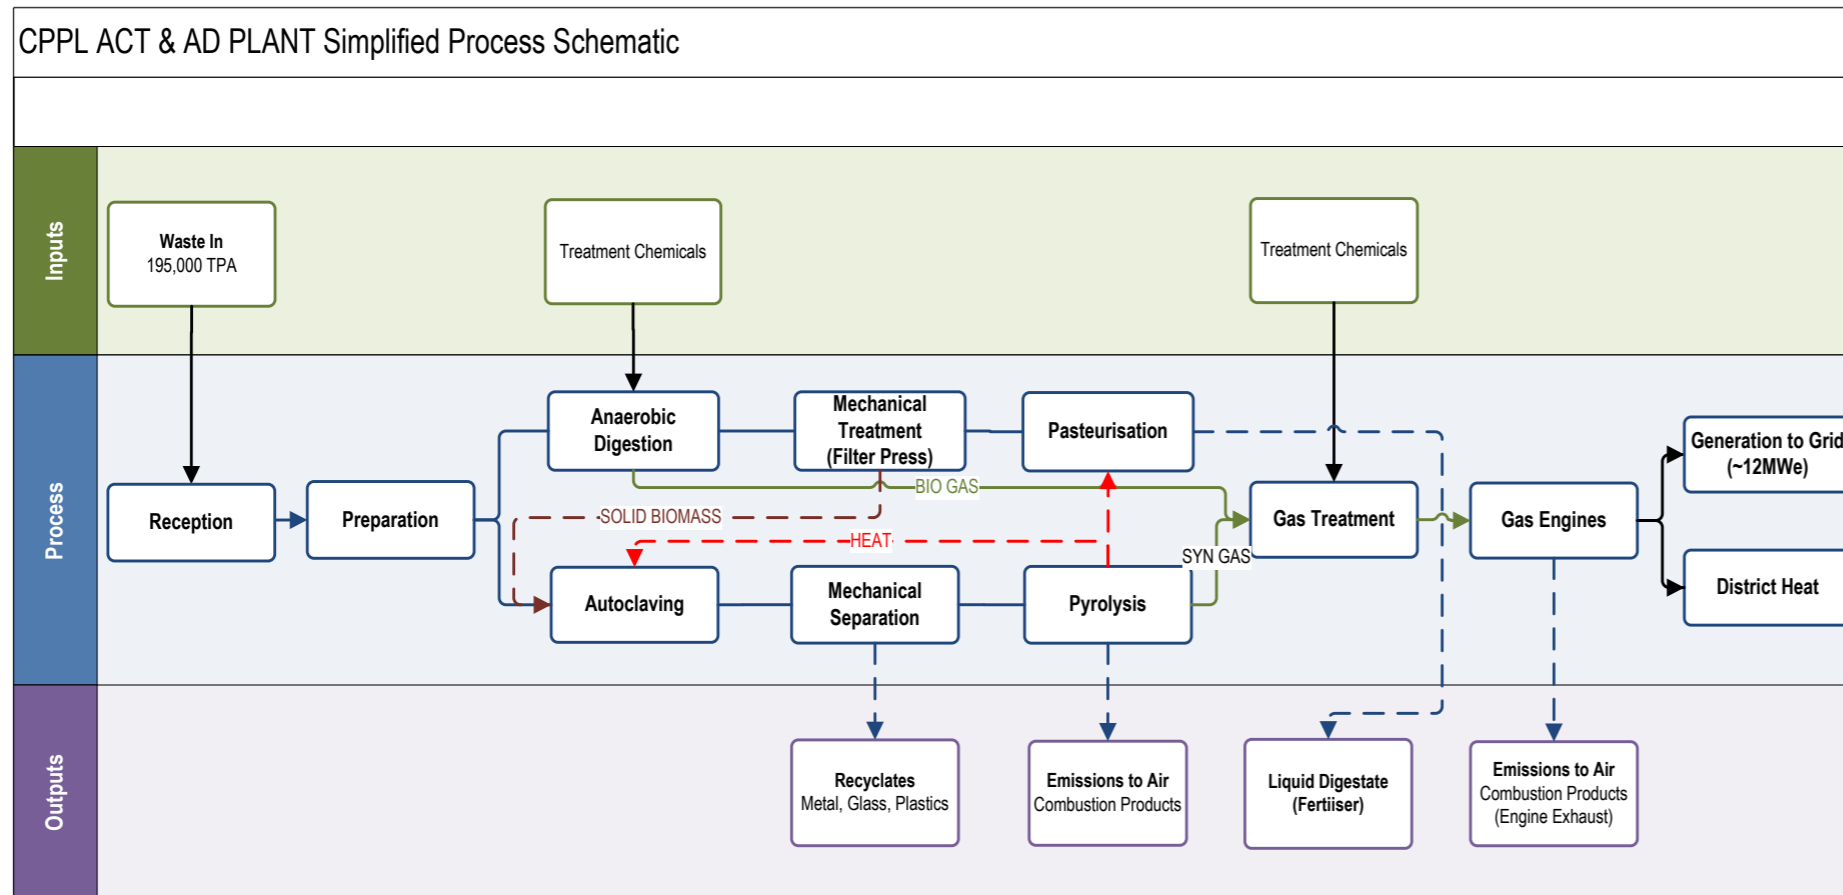 CPPL ACT & AD PLANT Simplified Process Schematic
Inputs
Waste In
195,000 TPA
Treatment Chemicals
Treatment Chemicals
Process
Reception
Preparation
Anaerobic
Digestion
Mechanical
Treatment
(Filter Press)
Pasteurisation
BIO GAS
SOLID BIOMASS
HEAT
SYN GAS
Autoclaving
Mechanical
Separation
Pyrolysis
Gas Treatment
Gas Engines
Generation to Grid
(~12MWe)
District Heat
Outputs
Recyclates
Metal, Glass, Plastics
Emissions to Air
Combustion Products
Liquid Digestate
(Fertiiser)
Emissions to Air
Combustion Products
(Engine Exhaust)